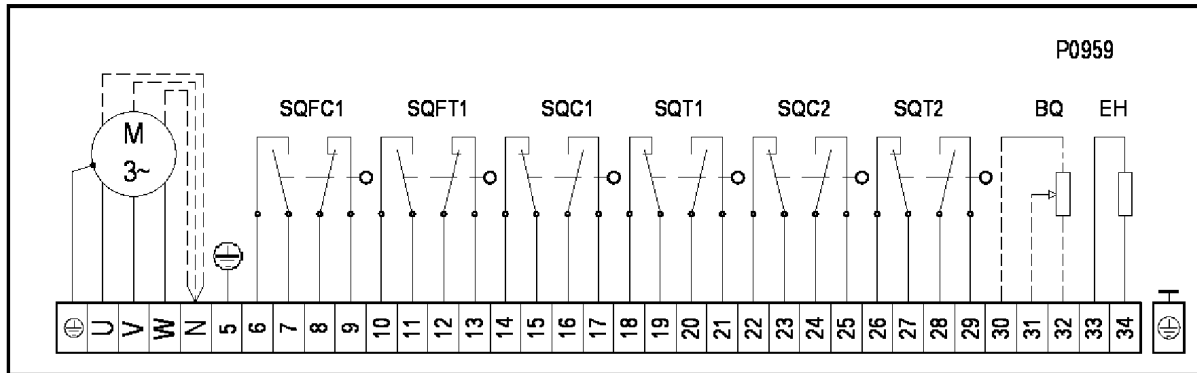 P0959
SQFC1 SQFT1 SQC1 SQT1 SQC2 SQT2 BQ EH
M
3~
U V W N 5 6 7 8 9 10 11 12 13 14 15 16 17 18 19 20 21 22 23 24 25 26 27 28 29 30 31 32 33 34